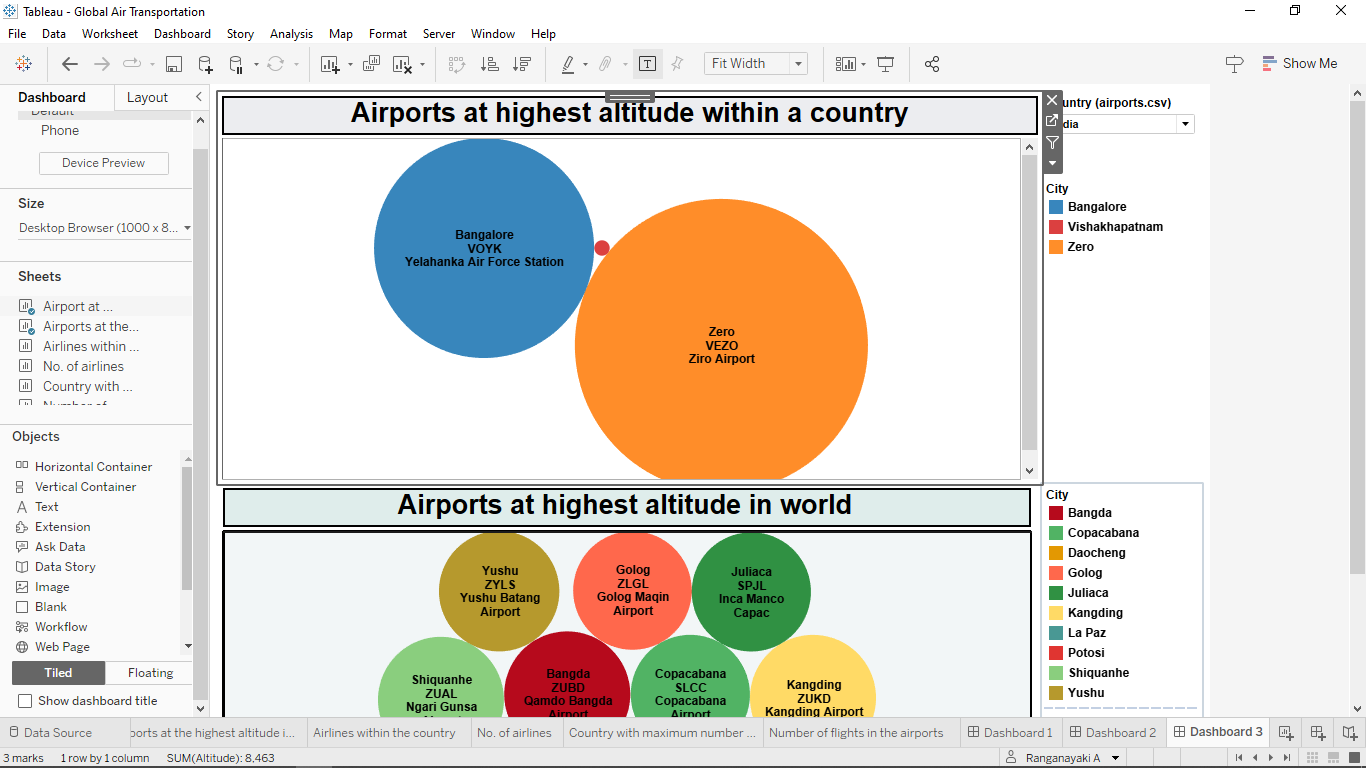 Tableau - Global Air Transportation
File Data Worksheet Dashboard Story Analysis Map Format Server Window Help
Fit Width
Show Me
Dashboard
Layout
Default
Phone
Device Preview
Size
Desktop Browser (1000 x 8...
Sheets
Airport at ...
Airports at the...
Airlines within ...
No. of airlines
Country with ...
Number of
Objects
Horizontal Container
Vertical Container
Text
Extension
Ask Data
Data Story
Image
Blank
Workflow
Web Page
Tiled
Floating
Show dashboard title
Airports at highest altitude within a country
Bangalore
VOYK
Yelahanka Air Force Station
Zero
VEZO
Ziro Airport
untry (airports.csv)
dia
City
Bangalore
Vishakhapatnam
Zero
Airports at highest altitude in world
Yushu
ZYLS
Yushu Batang
Airport
Golog
ZLGL
Golog Maqin
Airport
Juliaca
SPJL
Inca Manco
Capac
Shiquanhe
ZUAL
Ngari Gunsa
Bangda
ZUBD
Qamdo Bangda
Airport
Copacabana
SLCC
Copacabana
Airport
Kangding
ZUKD
Kangding Airport
City
Bangda
Copacabana
Daocheng
Golog
Juliaca
Kangding
La Paz
Potosi
Shiquanhe
Yushu
Data Source
ports at the highest altitude i...
Airlines within the country
No. of airlines
Country with maximum number ...
Number of flights in the airports
Dashboard 1
Dashboard 2
Dashboard 3
3 marks 1 row by 1 column SUM(Altitude): 8,463
Ranganayaki A